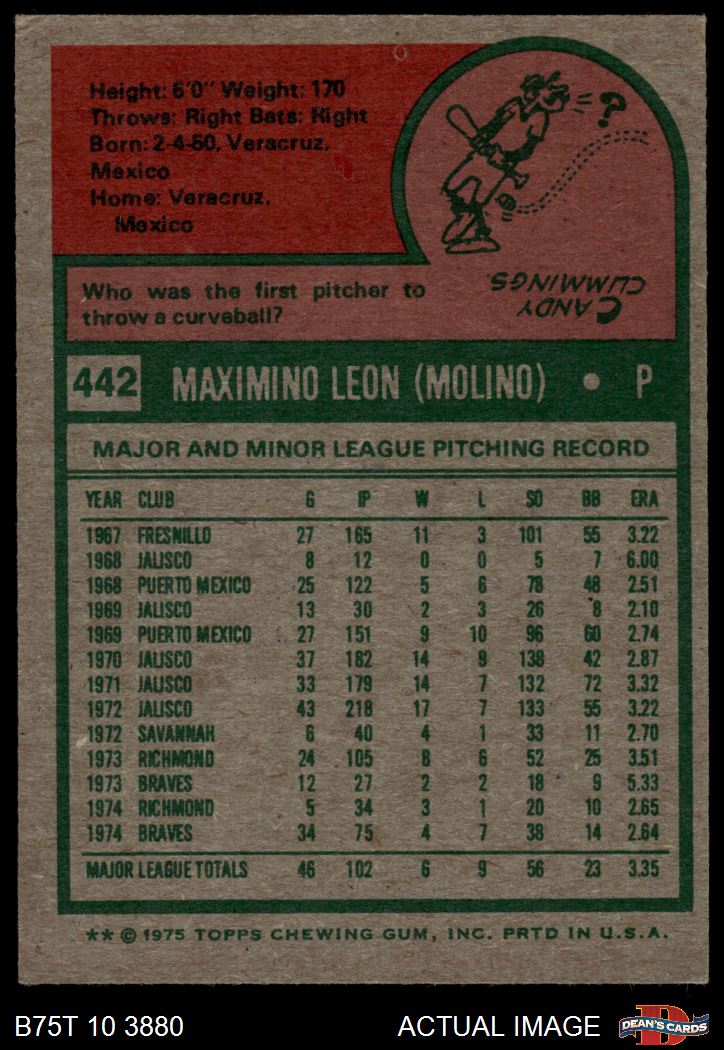 Height: 6'0" Weight: 170
Throws: Right Bats: Right
Born: 2-4-50, Veracruz,
Mexico
Home: Veracruz,
Mexico
?
CANDY
CUMMINGS
Who was the first pitcher to
throw a curveball?
442 MAXIMINO LEON (MOLINO) • P
MAJOR AND MINOR LEAGUE PITCHING RECORD
YEAR CLUB G IP W L SO BB ERA
1967 FRESNILLO 27 165 11 3 101 55 3.22
1968 JALISCO 8 12 0 0 5 7 6.00
1968 PUERTO MEXICO 25 122 5 6 78 48 2.51
1969 JALISCO 13 30 2 3 26 8 2.10
1969 PUERTO MEXICO 27 151 9 10 96 60 2.74
1970 JALISCO 37 182 14 9 138 42 2.87
1971 JALISCO 33 179 14 7 132 72 3.32
1972 JALISCO 43 218 17 7 133 55 3.22
1972 SAVANNAH 6 40 4 1 33 11 2.70
1973 RICHMOND 24 105 8 6 52 25 3.51
1973 BRAVES 12 27 2 2 18 9 5.33
1974 RICHMOND 5 34 3 1 20 10 2.65
1974 BRAVES 34 75 4 7 38 14 2.64
MAJOR LEAGUE TOTALS 46 102 6 9 56 23 3.35
** © 1975 TOPPS CHEWING GUM, INC. PRTD IN U.S.A.
B75T 10 3880 ACTUAL IMAGE
DEAN'S CARDS